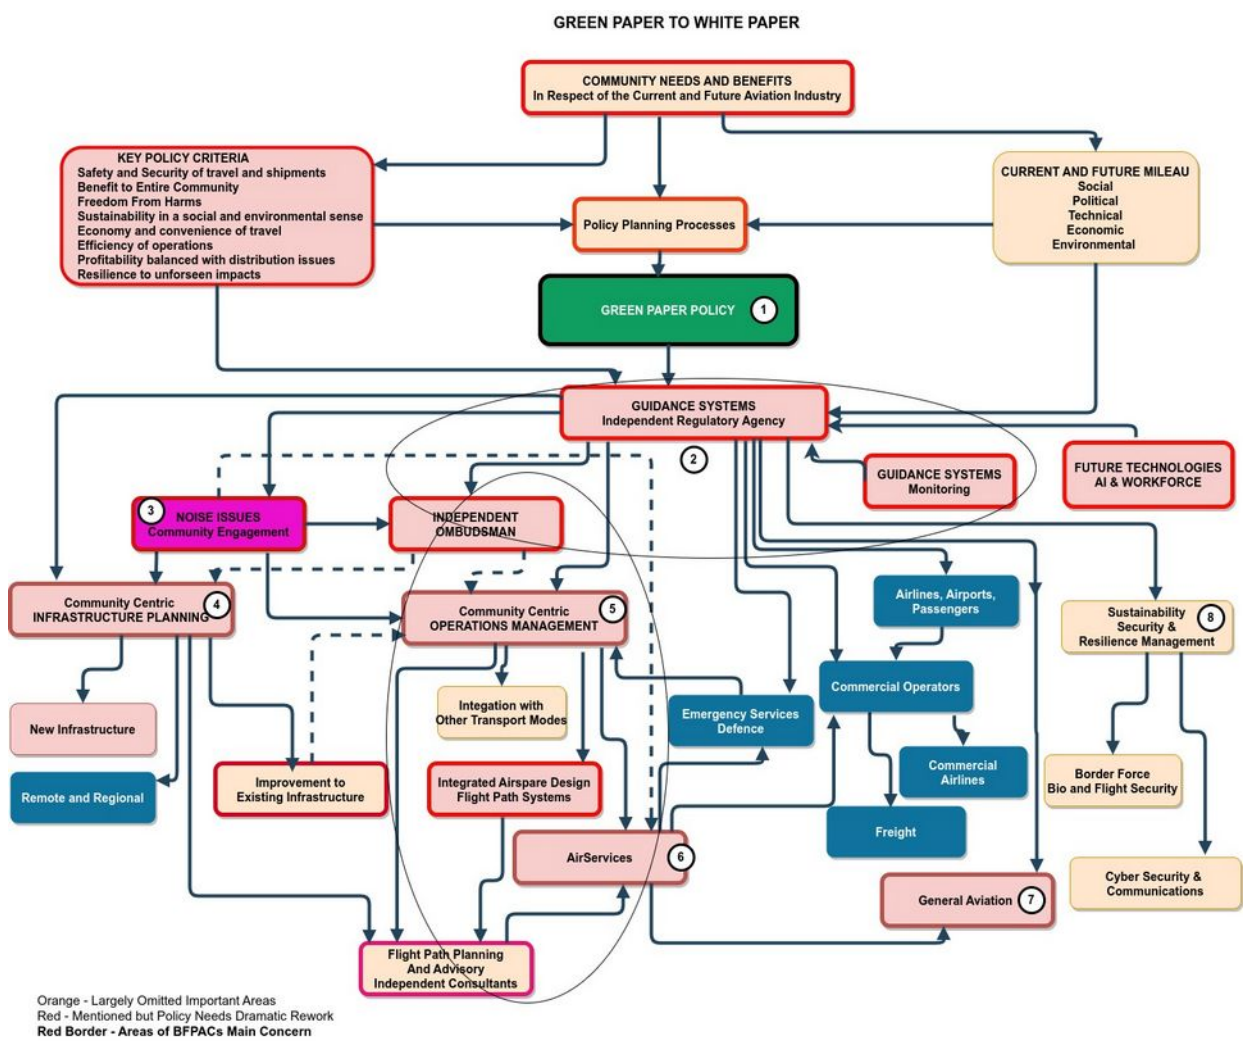 GREEN PAPER TO WHITE PAPER
COMMUNITY NEEDS AND BENEFITS
In Respect of the Current and Future Aviation Industry
KEY POLICY CRITERIA
Safety and Security of travel and shipments
Benefit to Entire Community
Freedom From Harms
Sustainability in a social and environmental sense
Economy and convenience of travel
Efficiency of operations
Profitability balanced with distribution issues
Resilience to unforseen impacts
Policy Planning Processes
CURRENT AND FUTURE MILEAU
Social
Political
Technical
Economic
Environmental
GREEN PAPER POLICY
1
GUIDANCE SYSTEMS
Independent Regulatory Agency
2
GUIDANCE SYSTEMS
Monitoring
FUTURE TECHNOLOGIES
AI & WORKFORCE
3
NOISE ISSUES
Community Engagement
INDEPENDENT
OMBUDSMAN
Community Centric
INFRASTRUCTURE PLANNING
4
Community Centric
OPERATIONS MANAGEMENT
5
Airlines, Airports,
Passengers
Sustainability
Security &
Resilience Management
8
New Infrastructure
Remote and Regional
Improvement to
Existing Infrastructure
Integation with
Other Transport Modes
Integrated Airspare Design
Flight Path Systems
Emergency Services
Defence
Commercial Operators
Commercial
Airlines
Freight
Border Force
Bio and Flight Security
Cyber Security &
Communications
AirServices
6
General Aviation
7
Flight Path Planning
And Advisory
Independent Consultants
Orange - Largely Omitted Important Areas
Red - Mentioned but Policy Needs Dramatic Rework
Red Border - Areas of BFPACs Main Concern